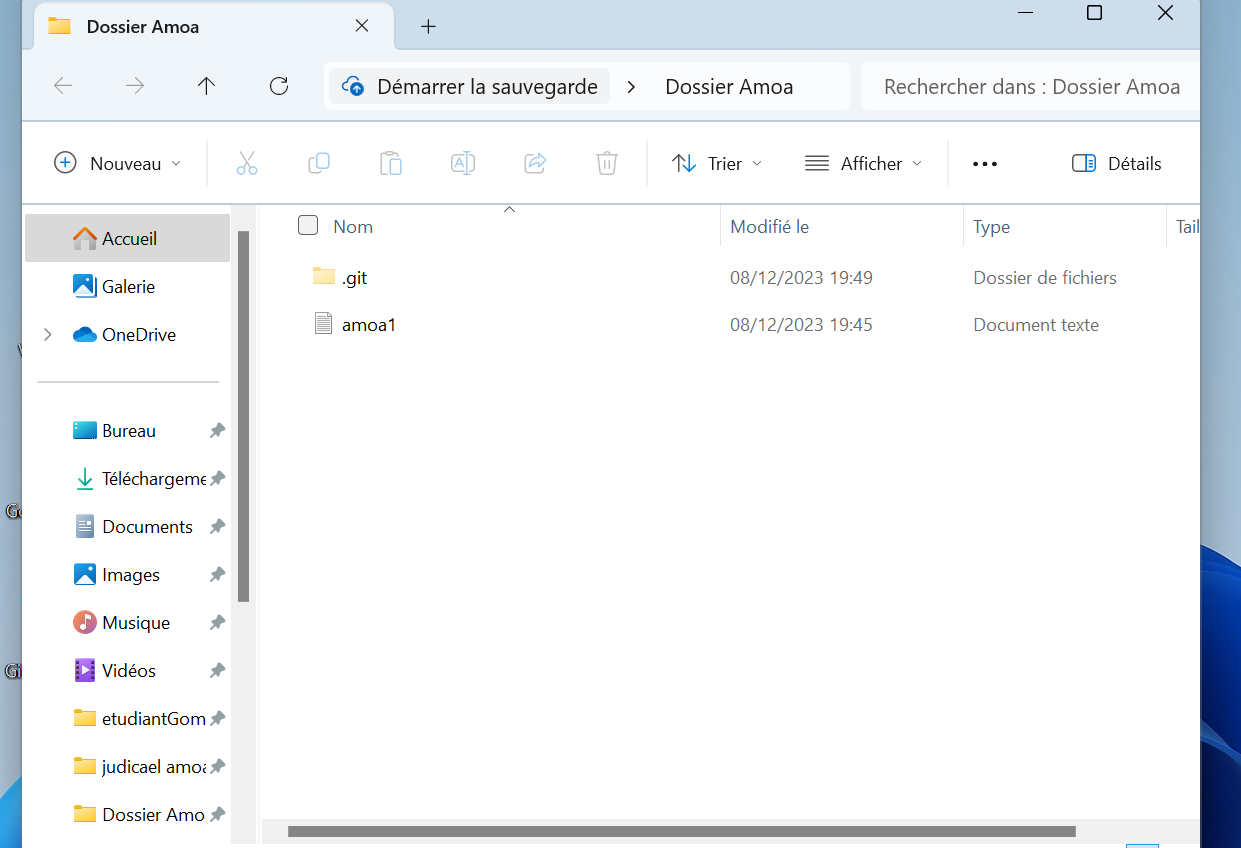 Dossier Amoa
Démarrer la sauvegarde > Dossier Amoa
Rechercher dans : Dossier Amoa
Nouveau
Trier
Afficher
Détails
Accueil
Galerie
OneDrive
Bureau
Téléchargeme
Documents
Images
Musique
Vidéos
etudiantGom
judicael amoa
Dossier Amo
Nom Modifié le Type Tail
.git 08/12/2023 19:49 Dossier de fichiers
amoa1 08/12/2023 19:45 Document texte